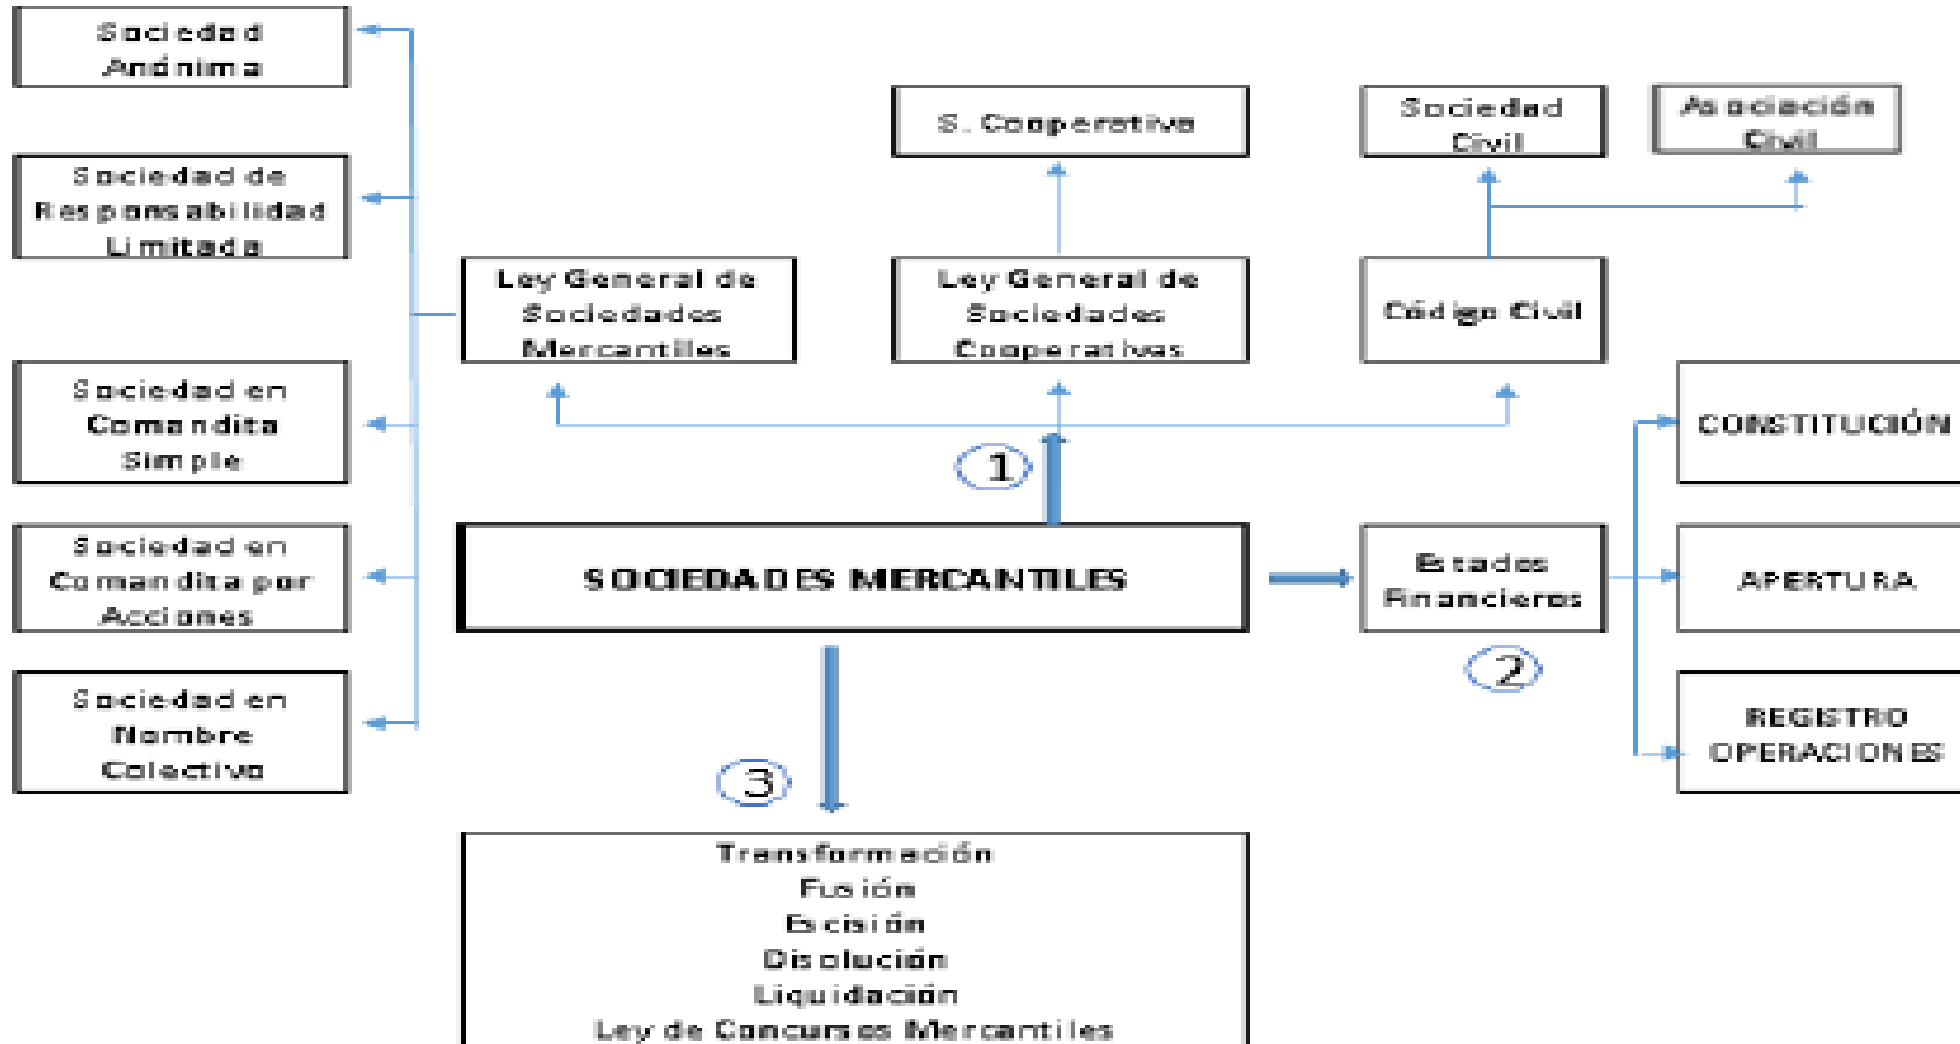 Sociedad
Anónima
Sociedad de
Responsabilidad
Limitada
Sociedad en
Comandita
Simple
Sociedad en
Comandita por
Acciones
Sociedad en
Nombre
Colectivo
S. Cooperativa
Sociedad
Civil
Asociación
Civil
Ley General de
Sociedades
Mercantiles
Ley General de
Sociedades
Cooperativas
Código Civil
1
SOCIEDADES MERCANTILES
Estados
Financieros
2
CONSTITUCIÓN
APERTURA
REGISTRO
OPERACIONES
3
Transformación
Fusión
Escisión
Disolución
Liquidación
Ley de Concursos Mercantiles